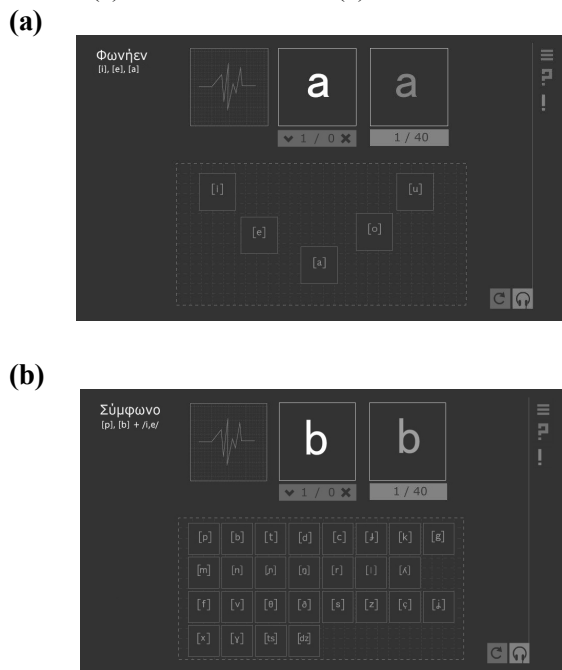 (a)
Φωνήεν
[i], [e], [a]
a a
1 / 0 1 / 40
[i] [u]
[e] [o]
[a]
(b)
Σύμφωνο
[p], [b] + /i,e/
b b
1 / 0 1 / 40
[p] [b] [t] [d] [c] [ɟ] [k] [g]
[m] [n] [ɲ] [ŋ] [r] [l] [ʎ]
[f] [v] [θ] [ð] [s] [z] [ç] [ʝ]
[x] [ɣ] [ts] [dz]